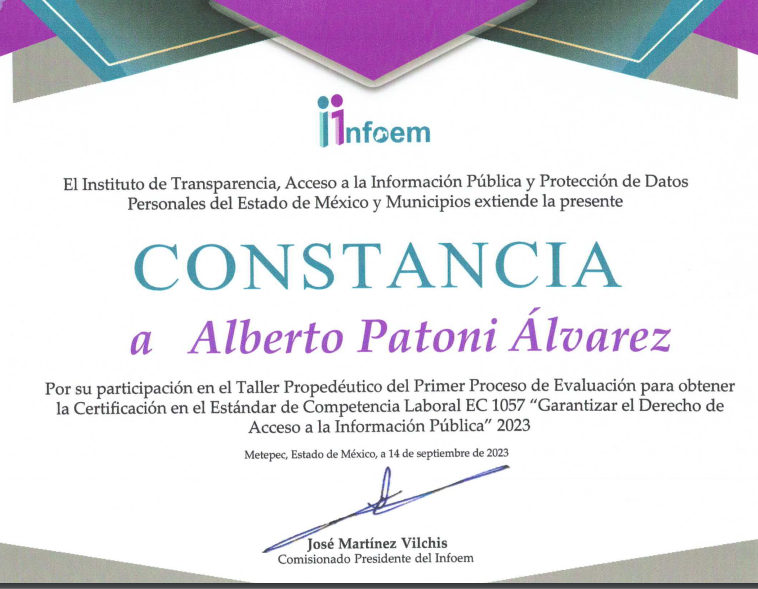 infoem
El Instituto de Transparencia, Acceso a la Información Pública y Protección de Datos
Personales del Estado de México y Municipios extiende la presente
CONSTANCIA
a Alberto Patoni Álvarez
Por su participación en el Taller Propedéutico del Primer Proceso de Evaluación para obtener
la Certificación en el Estándar de Competencia Laboral EC 1057 “Garantizar el Derecho de
Acceso a la Información Pública” 2023
Metepec, Estado de México, a 14 de septiembre de 2023
José Martínez Vilchis
Comisionado Presidente del Infoem